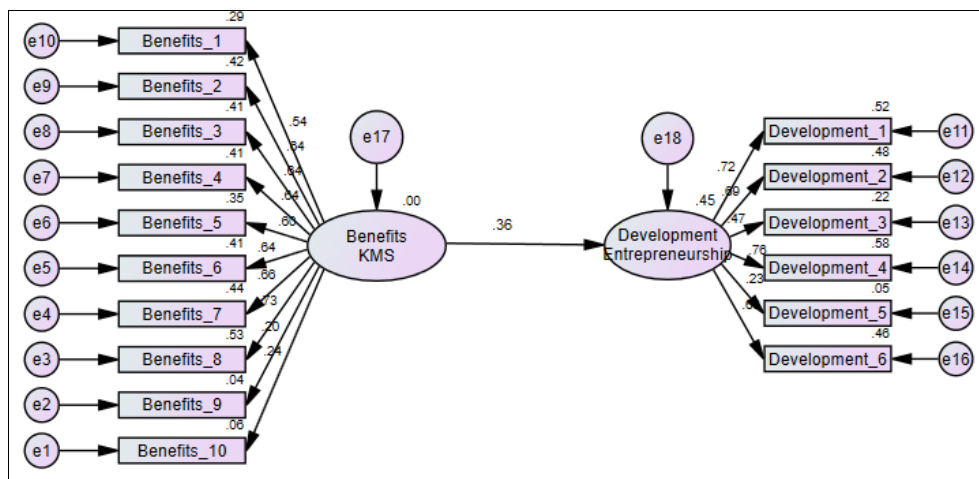 .29
e10 Benefits_1
.42
e9 Benefits_2
.41
e8 Benefits_3
.41
e7 Benefits_4
.35
e6 Benefits_5
.41
e5 Benefits_6
.44
e4 Benefits_7
.53
e3 Benefits_8
.04
e2 Benefits_9
.06
e1 Benefits_10
.54
.64
.64
.64
.60
.64
.66
.73
.20
.24
e17
.00
Benefits
KMS
.36
e18
.45
Development
Entrepreneurship
.72
.69
.47
.76
.23
.52
Development_1 e11
.48
Development_2 e12
.22
Development_3 e13
.58
Development_4 e14
.05
Development_5 e15
.46
Development_6 e16